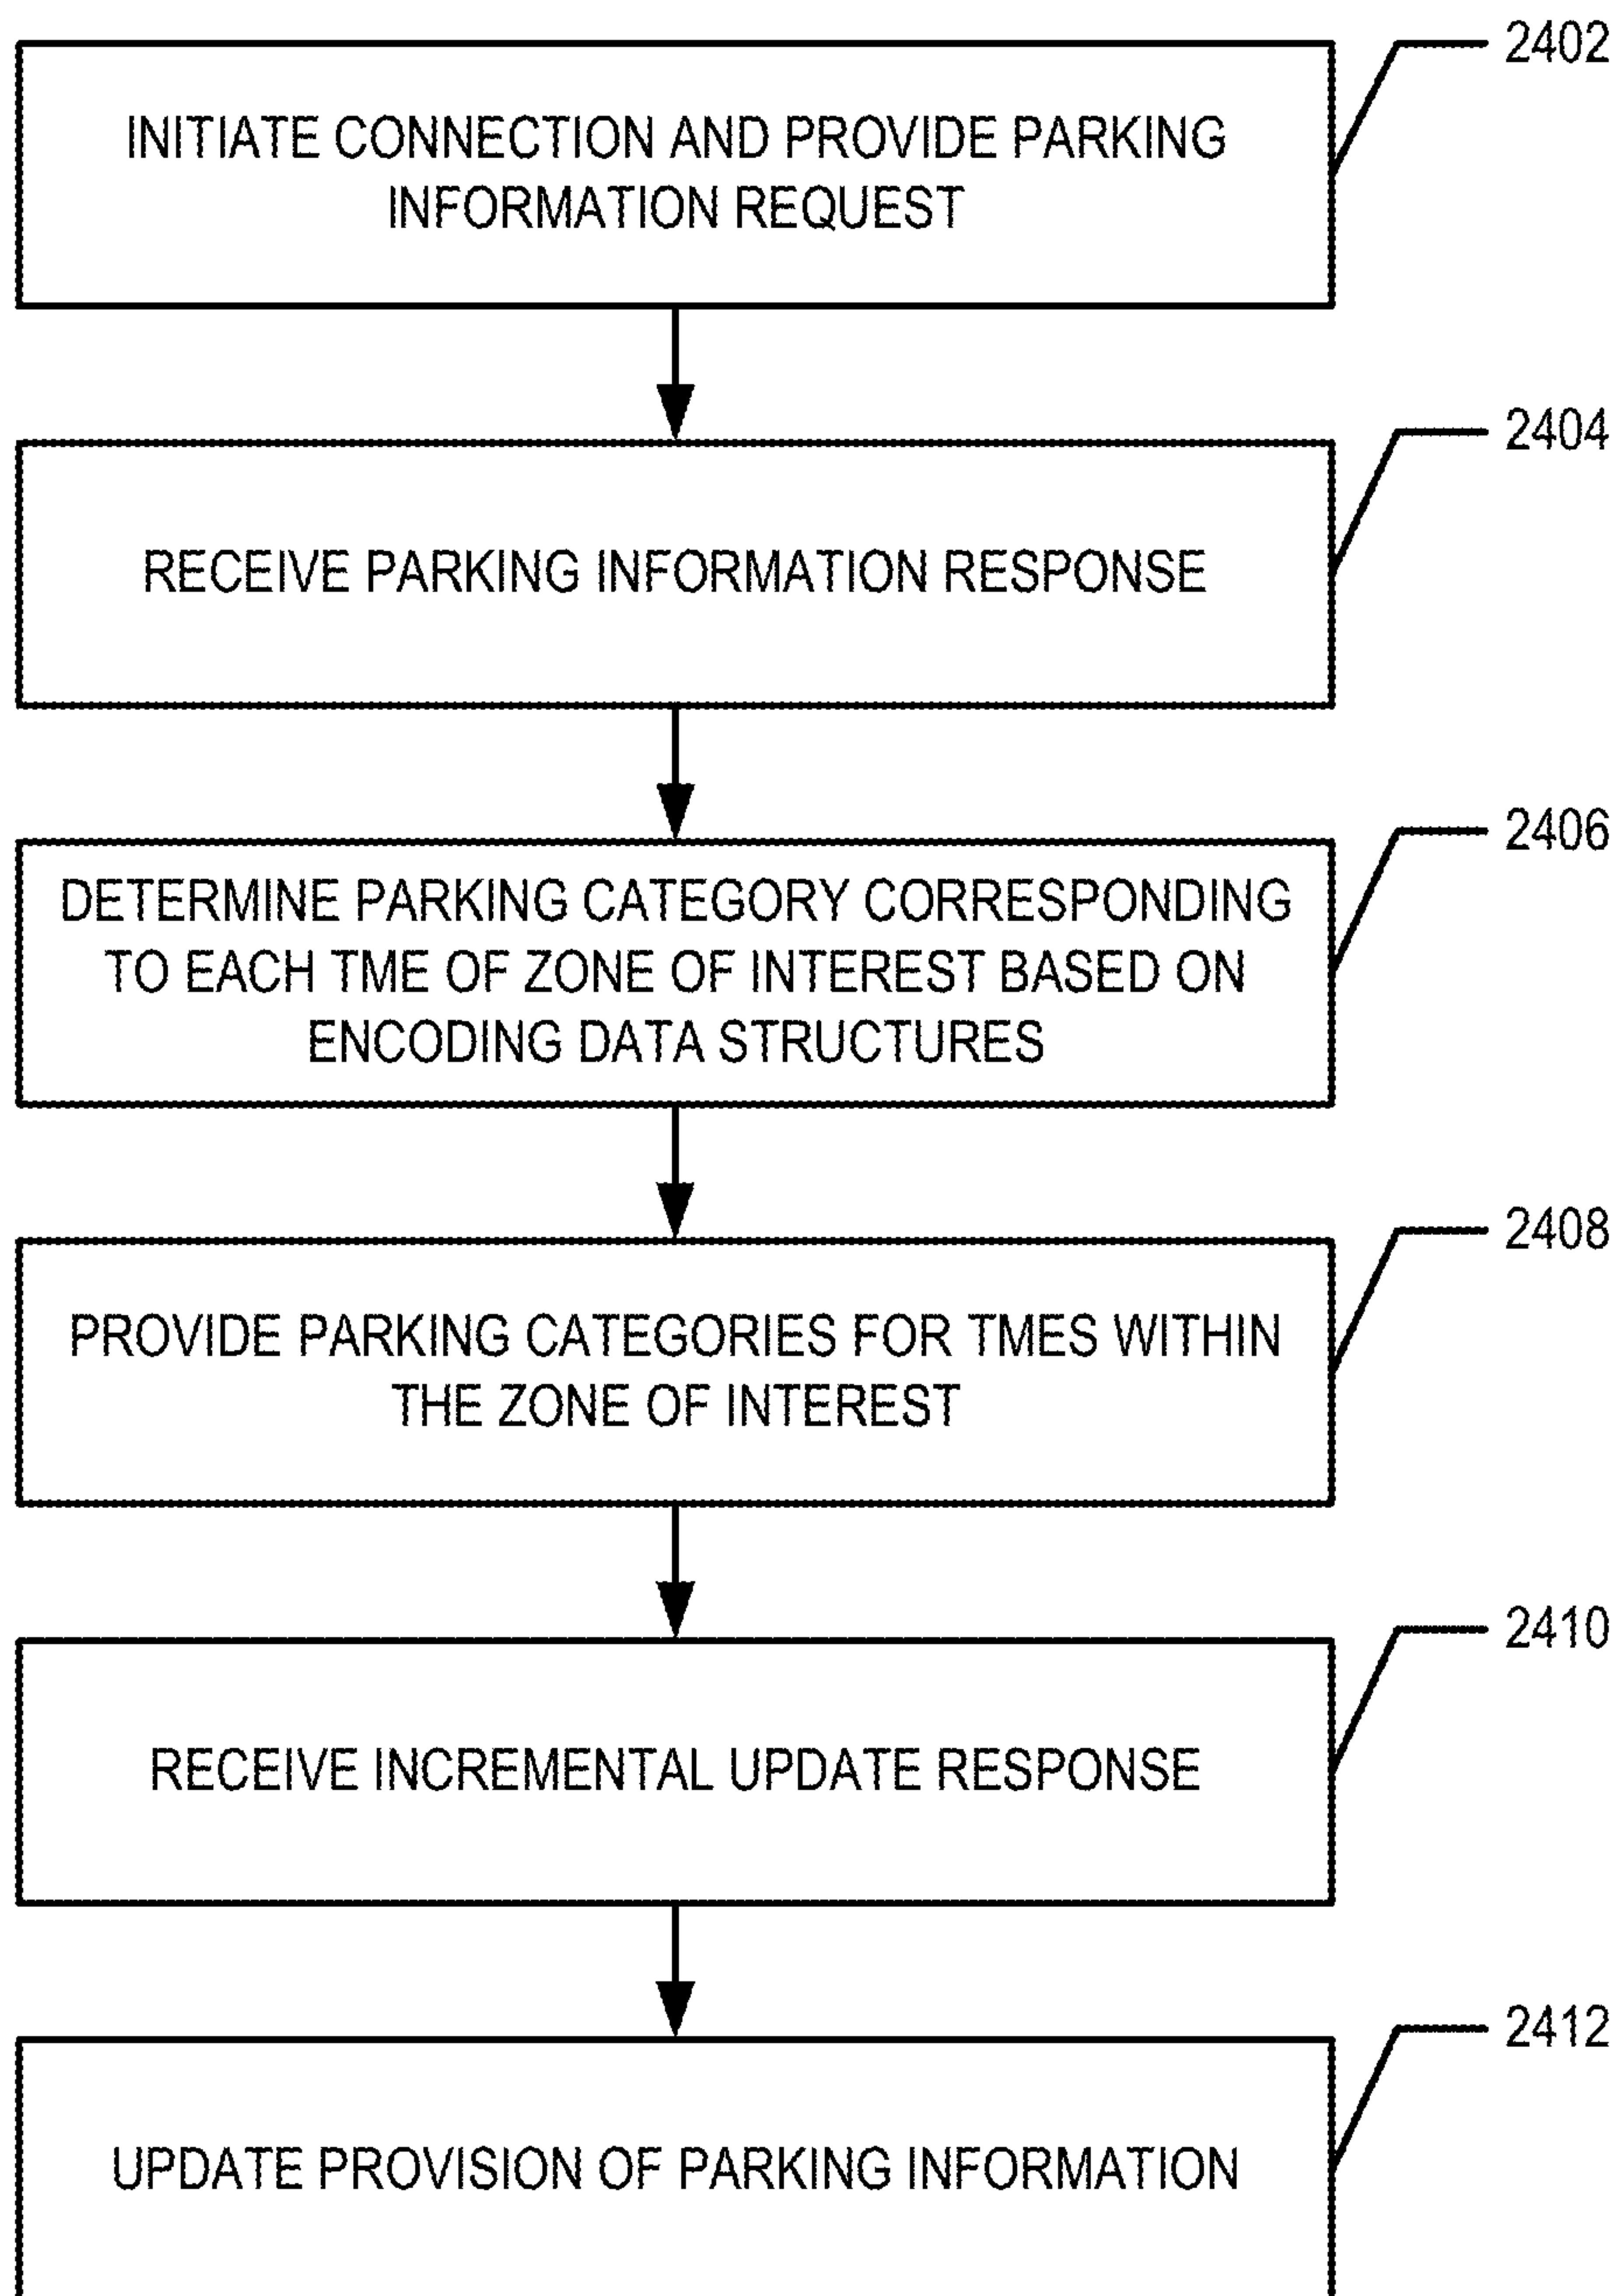 2402
INITIATE CONNECTION AND PROVIDE PARKING
INFORMATION REQUEST
2404
RECEIVE PARKING INFORMATION RESPONSE
2406
DETERMINE PARKING CATEGORY CORRESPONDING
TO EACH TME OF ZONE OF INTEREST BASED ON
ENCODING DATA STRUCTURES
2408
PROVIDE PARKING CATEGORIES FOR TMES WITHIN
THE ZONE OF INTEREST
2410
RECEIVE INCREMENTAL UPDATE RESPONSE
2412
UPDATE PROVISION OF PARKING INFORMATION